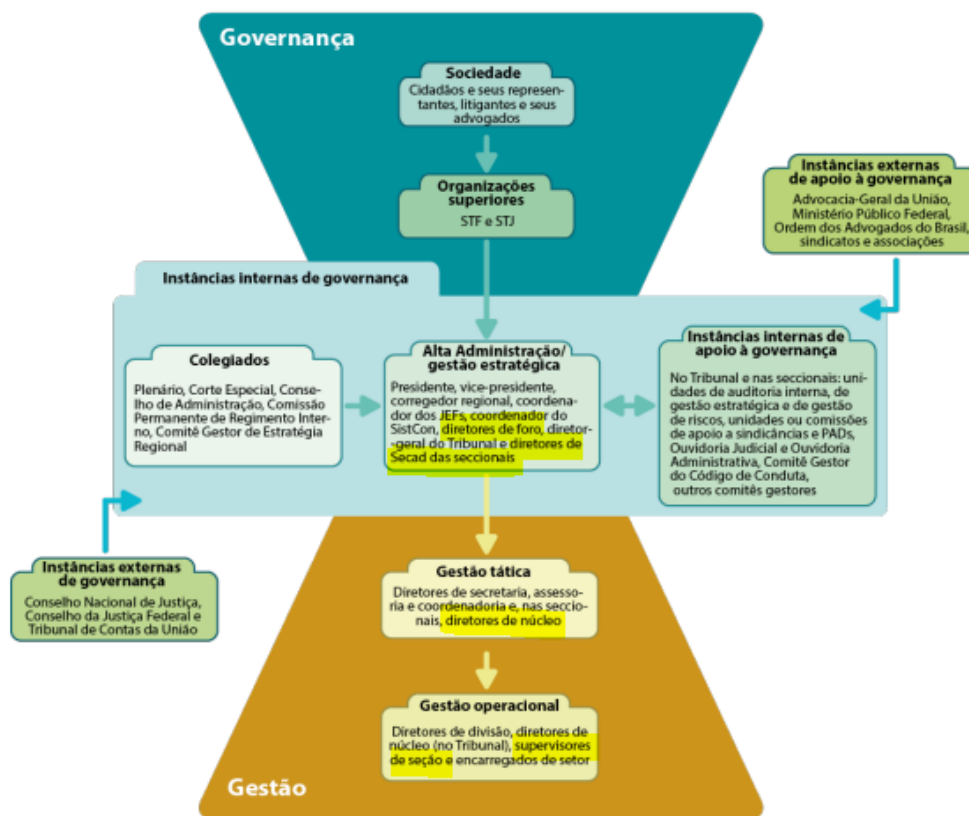 Governança
Sociedade
Cidadãos e seus represen-
tantes, litigantes e seus
advogados
Organizações
superiores
STF e STJ
Instâncias externas
de apoio à governança
Advocacia-Geral da União,
Ministério Público Federal,
Ordem dos Advogados do Brasil,
sindicatos e associações
Instâncias internas de governança
Colegiados
Plenário, Corte Especial, Conse-
lho de Administração, Comissão
Permanente de Regimento Inter-
no, Comitê Gestor de Estratégia
Regional
Alta Administração/
gestão estratégica
Presidente, vice-presidente,
corregedor regional, coordena-
dor dos JEFs, coordenador do
SistCon, diretores de foro, diretor-
-geral do Tribunal e diretores de
Secad das seccionais
Instâncias internas de
apoio à governança
No Tribunal e nas seccionais: uni-
dades de auditoria interna, de
gestão estratégica e de gestão
de riscos, unidades ou comissões
de apoio a sindicâncias e PADs,
Ouvidoria Judicial e Ouvidoria
Administrativa, Comitê Gestor
do Código de Conduta,
outros comitês gestores
Instâncias externas
de governança
Conselho Nacional de Justiça,
Conselho da Justiça Federal e
Tribunal de Contas da União
Gestão tática
Diretores de secretaria, assesso-
ria e coordenadoria e, nas seccio-
nais, diretores de núcleo
Gestão operacional
Diretores de divisão, diretores de
núcleo (no Tribunal), supervisores
de seção e encarregados de setor
Gestão